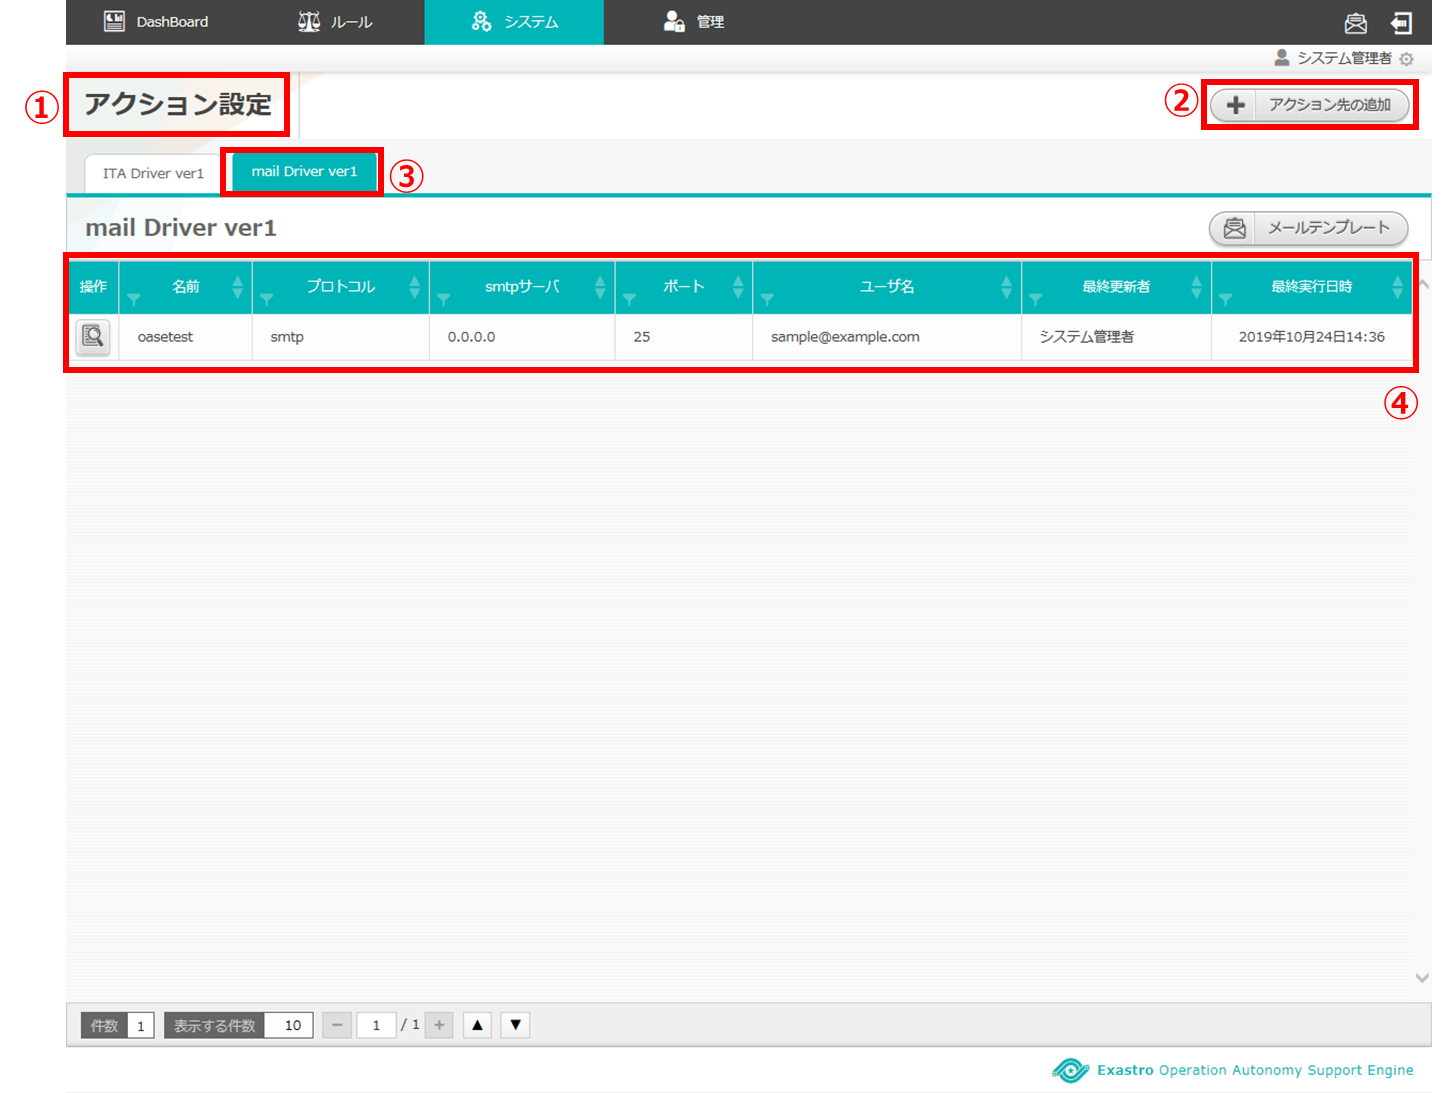 DashBoard ルール システム 管理
システム管理者
① アクション設定 ② アクション先の追加
ITA Driver ver1 mail Driver ver1 ③
mail Driver ver1 メールテンプレート
操作 名前 プロトコル smtpサーバ ポート ユーザ名 最終更新者 最終実行日時
oasetest smtp 0.0.0.0 25 sample@example.com システム管理者 2019年10月24日14:36
④
件数 1 表示する件数 10 − 1 / 1 + ▲ ▼
Exastro Operation Autonomy Support Engine